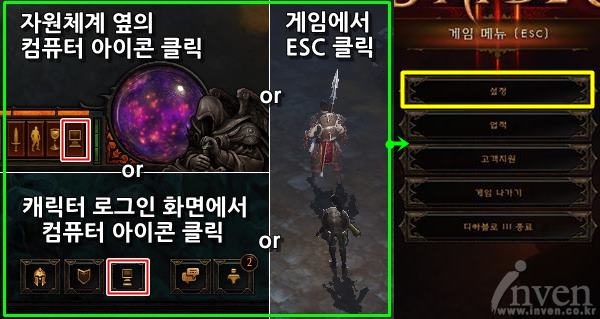 자원체계 옆의
컴퓨터 아이콘 클릭
or
게임에서
ESC 클릭
or
캐릭터 로그인 화면에서
컴퓨터 아이콘 클릭
or
2
게임 메뉴 (ESC)
설정
업적
고객지원
게임 나가기
디아블로 III 종료
inven
www.inven.co.kr